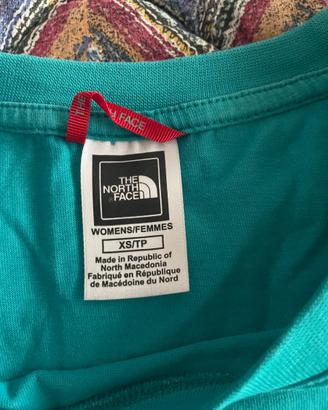 FACE
THE
NORTH
FACE
WOMENS/FEMMES
XS/TP
Made in Republic of
North Macedonia
Fabriqué en République
de Macédoine du Nord